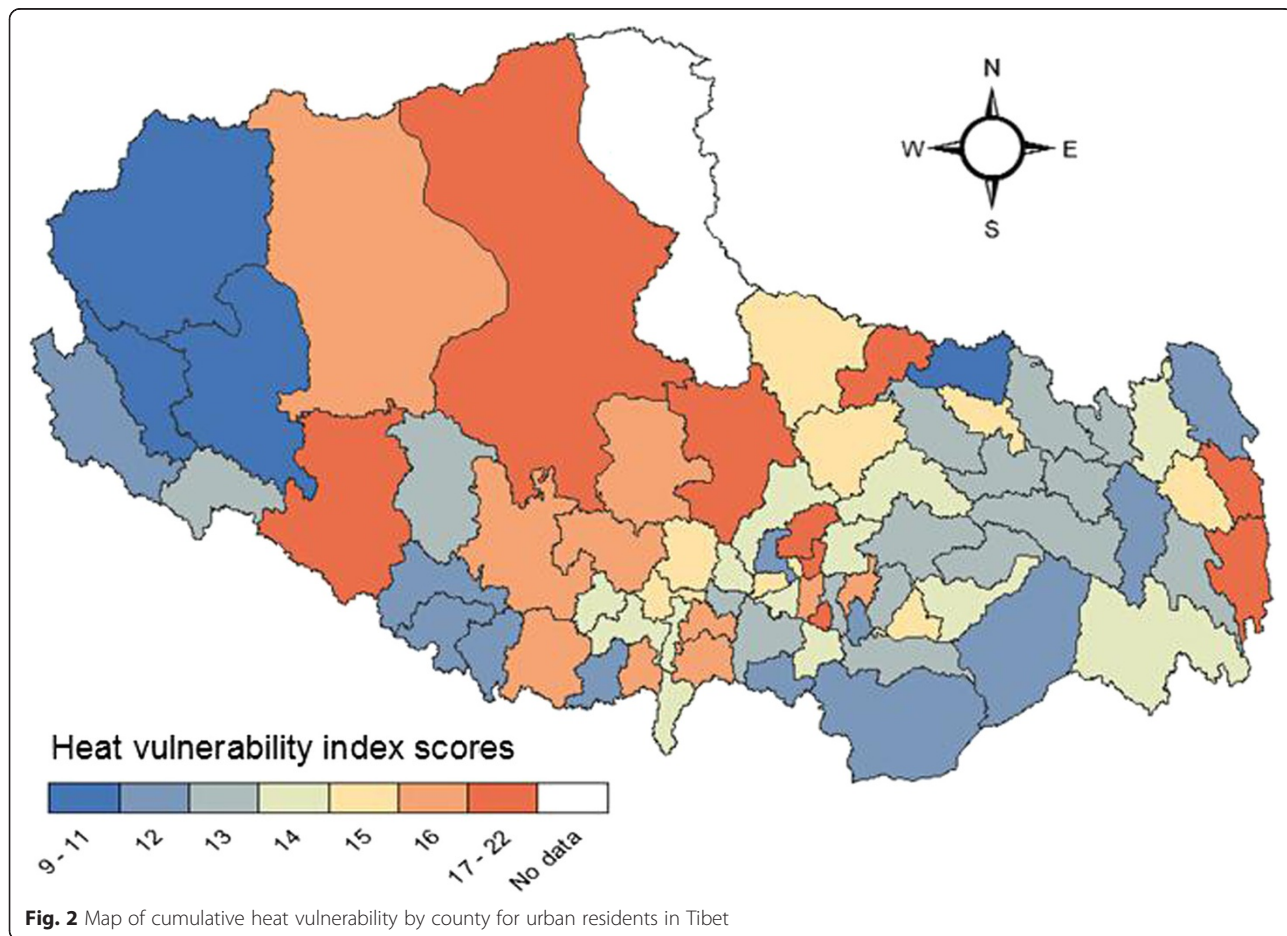 N
W E
S
Heat vulnerability index scores
9 - 11 12 13 14 15 16 17 - 22 No data
Fig. 2 Map of cumulative heat vulnerability by county for urban residents in Tibet